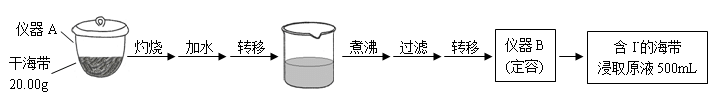 仪器 A
干海带
20.00g
灼烧
加水
转移
煮沸
过滤
转移
仪器 B
(定容)
含 I⁻的海带
浸取原液 500mL